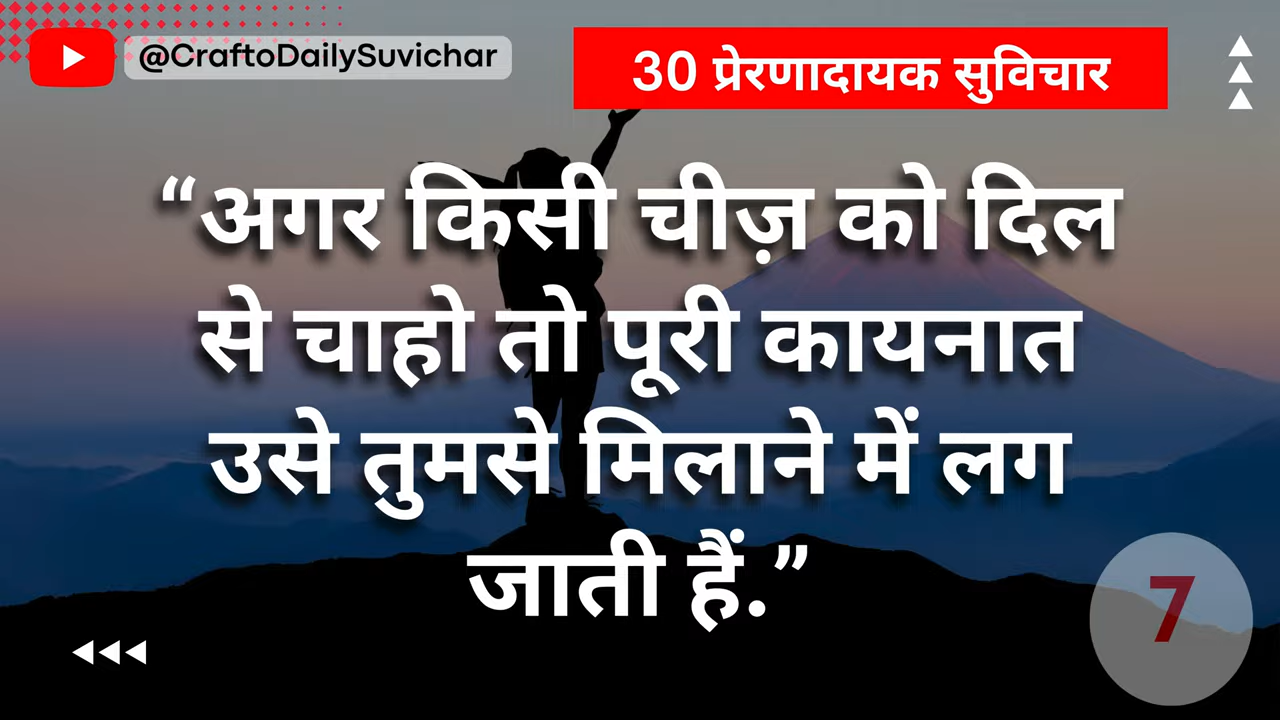 @CraftoDailySuvichar
30 प्रेरणादायक सुविचार
“अगर किसी चीज़ को दिल
से चाहो तो पूरी कायनात
उसे तुमसे मिलाने में लग
जाती हैं.”
7